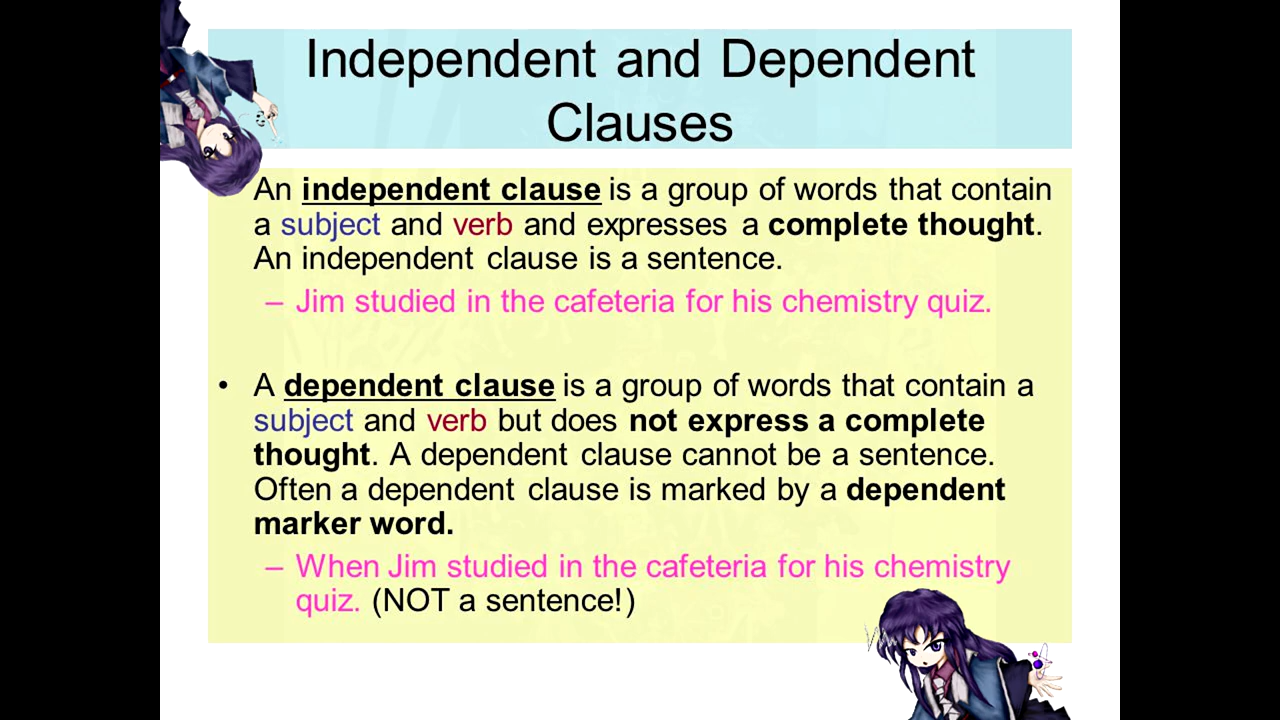 Independent and Dependent
Clauses
An independent clause is a group of words that contain
a subject and verb and expresses a complete thought.
An independent clause is a sentence.
– Jim studied in the cafeteria for his chemistry quiz.
• A dependent clause is a group of words that contain a
subject and verb but does not express a complete
thought. A dependent clause cannot be a sentence.
Often a dependent clause is marked by a dependent
marker word.
– When Jim studied in the cafeteria for his chemistry
quiz. (NOT a sentence!)